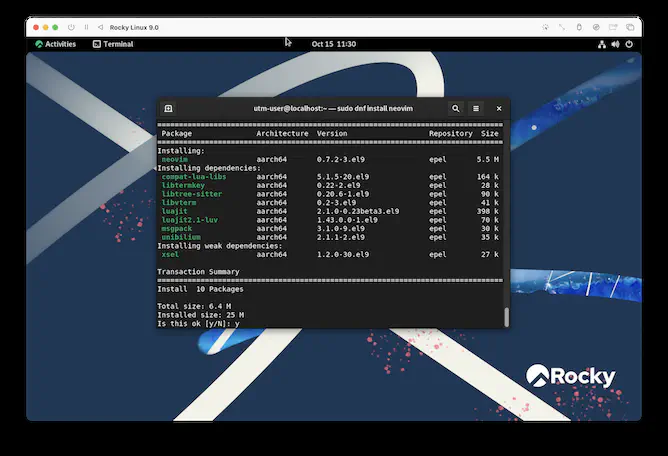 Rocky Linux 9.0
Activities Terminal Oct 15 11:30
utm-user@localhost:~ — sudo dnf install neovim
================================================================================
Package Architecture Version Repository Size
================================================================================
Installing:
neovim aarch64 0.7.2-3.el9 epel 5.5 M
Installing dependencies:
compat-lua-libs aarch64 5.1.5-20.el9 epel 164 k
libtermkey aarch64 0.22-2.el9 epel 28 k
libtree-sitter aarch64 0.20.6-1.el9 epel 90 k
libvterm aarch64 0.2-3.el9 epel 41 k
luajit aarch64 2.1.0-0.23beta3.el9 epel 398 k
luajit2.1-luv aarch64 1.43.0.0-1.el9 epel 70 k
msgpack aarch64 3.1.0-9.el9 epel 30 k
unibilium aarch64 2.1.1-2.el9 epel 35 k
Installing weak dependencies:
xsel aarch64 1.2.0-30.el9 epel 27 k
Transaction Summary
================================================================================
Install 10 Packages
Total size: 6.4 M
Installed size: 25 M
Is this ok [y/N]: y
Rocky